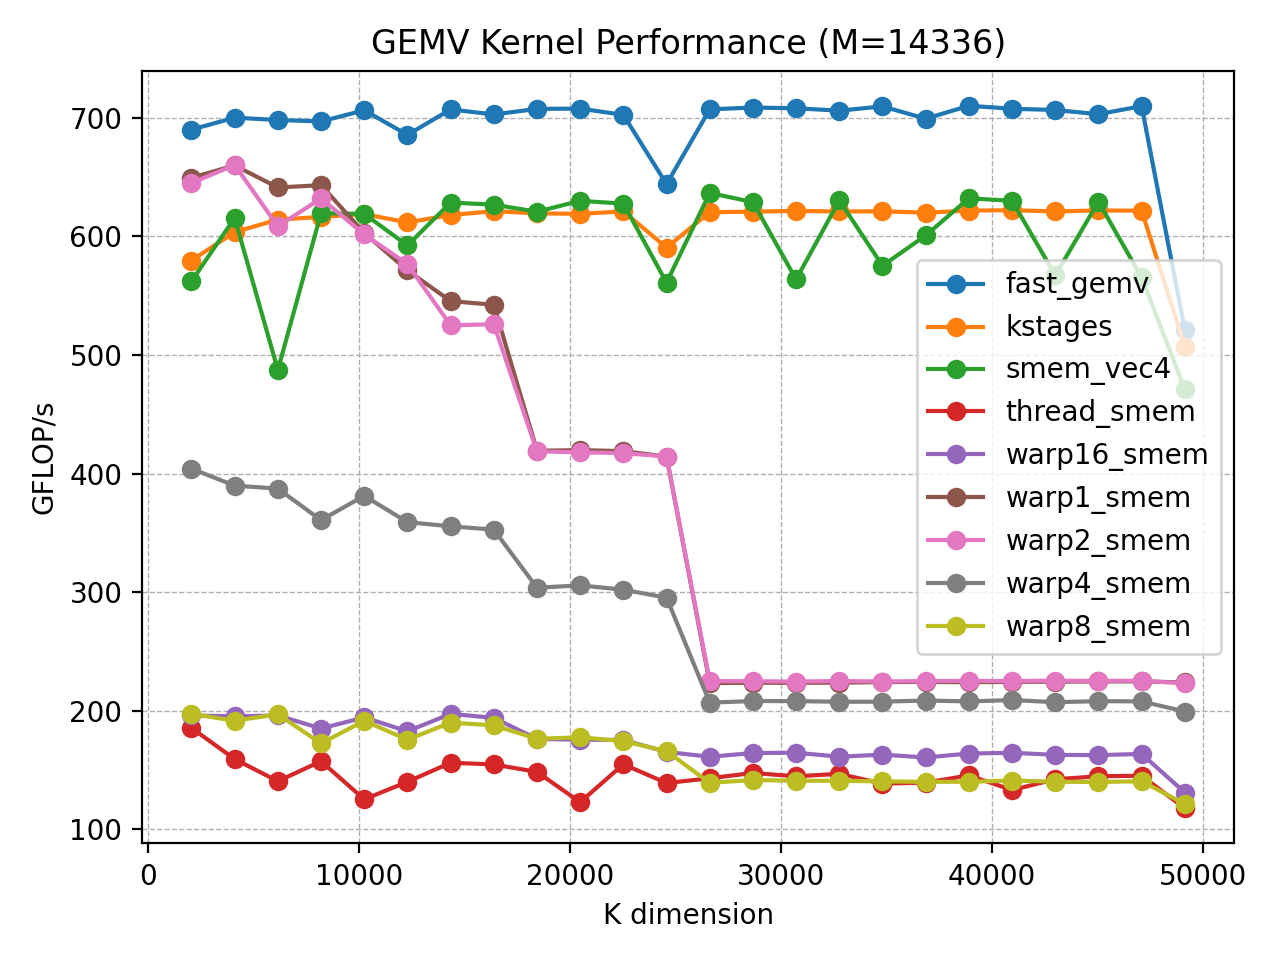 GEMV Kernel Performance (M=14336)
GFLOP/s
700
600
500
400
300
200
100
fast_gemv
kstages
smem_vec4
thread_smem
warp16_smem
warp1_smem
warp2_smem
warp4_smem
warp8_smem
0 10000 20000 30000 40000 50000
K dimension